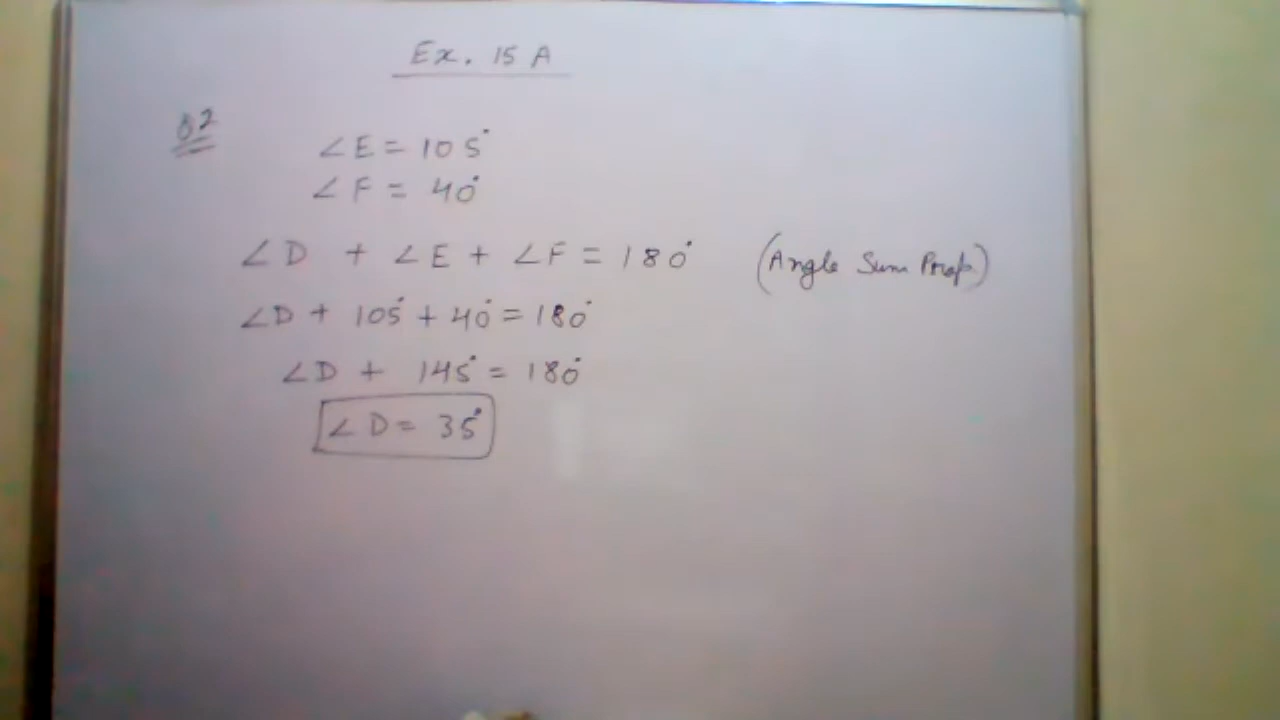 Ex. 15 A
Q2
∠E = 105°
∠F = 40°
∠D + ∠E + ∠F = 180° (Angle Sum Prop.)
∠D + 105° + 40° = 180°
∠D + 145° = 180°
∠D = 35°